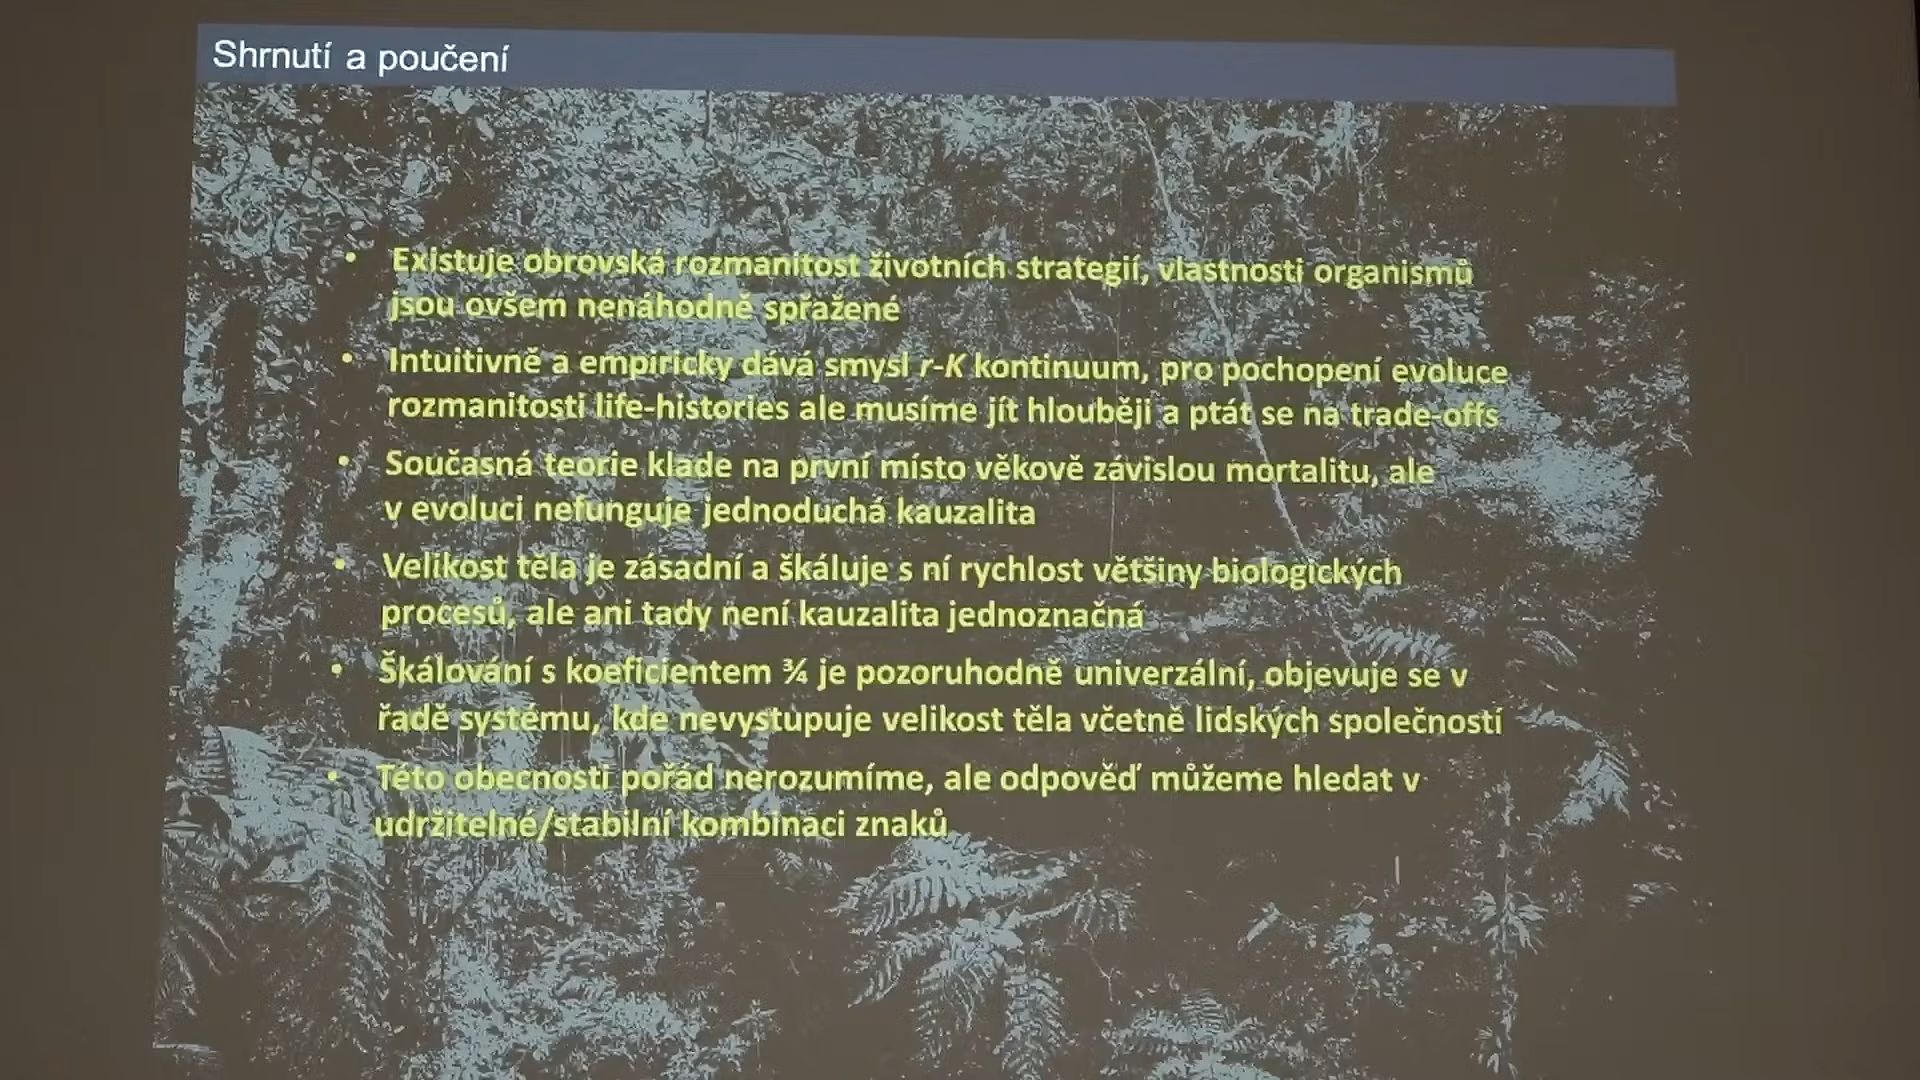 Shrnutí a poučení
• Existuje obrovská rozmanitost životních strategií, vlastnosti organismů
jsou ovšem nenáhodně spřažené
• Intuitivně a empiricky dává smysl r-K kontinuum, pro pochopení evoluce
rozmanitosti life-histories ale musíme jít hlouběji a ptát se na trade-offs
• Současná teorie klade na první místo věkově závislou mortalitu, ale
v evoluci nefunguje jednoduchá kauzalita
• Velikost těla je zásadní a škáluje s ní rychlost většiny biologických
procesů, ale ani tady není kauzalita jednoznačná
• Škálování s koeficientem ¾ je pozoruhodně univerzální, objevuje se v
řadě systému, kde nevystupuje velikost těla včetně lidských společností
• Této obecnosti pořád nerozumíme, ale odpověď můžeme hledat v
udržitelné/stabilní kombinaci znaků